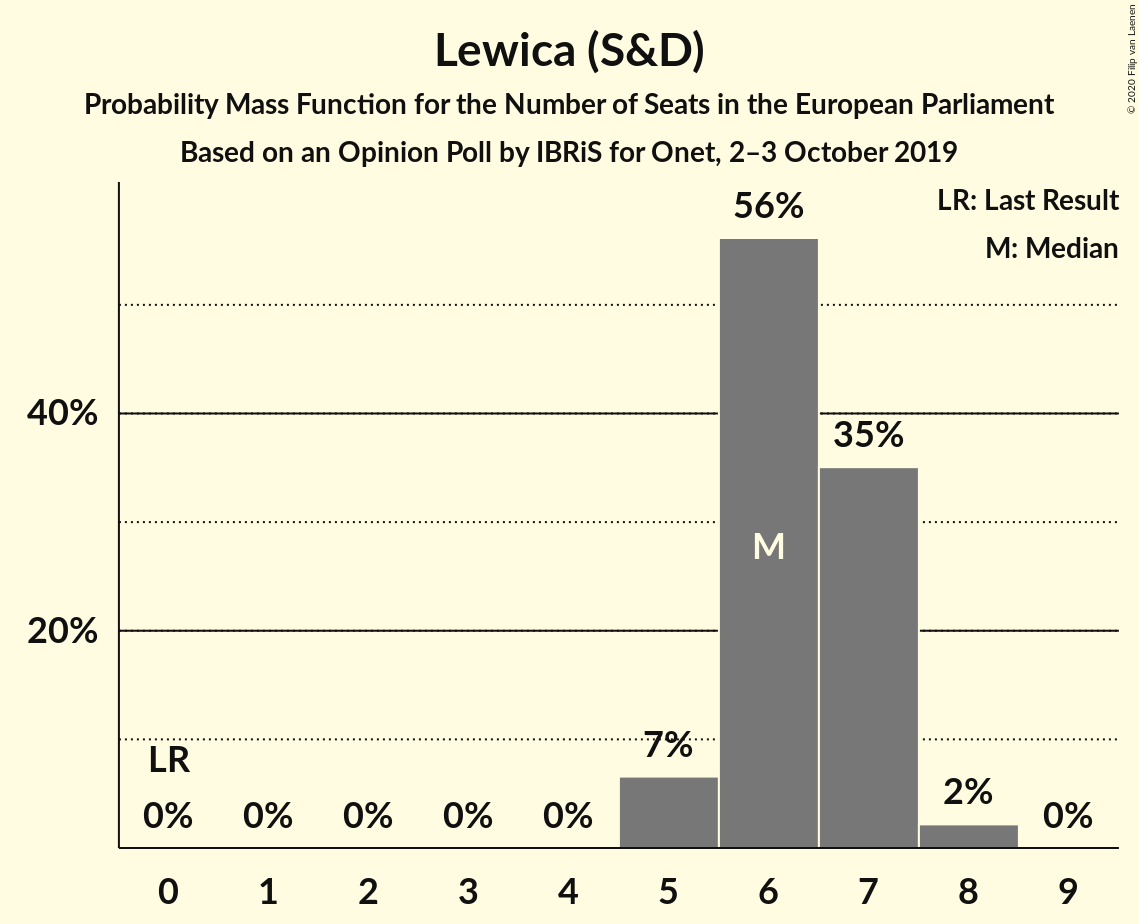 Lewica (S&D)
Probability Mass Function for the Number of Seats in the European Parliament
Based on an Opinion Poll by IBRiS for Onet, 2–3 October 2019
© 2020 Filip van Laenen
LR: Last Result
M: Median
56%
40%
35%
M
20%
7%
LR
2%
0% 0% 0% 0% 0% 0%
0 1 2 3 4 5 6 7 8 9